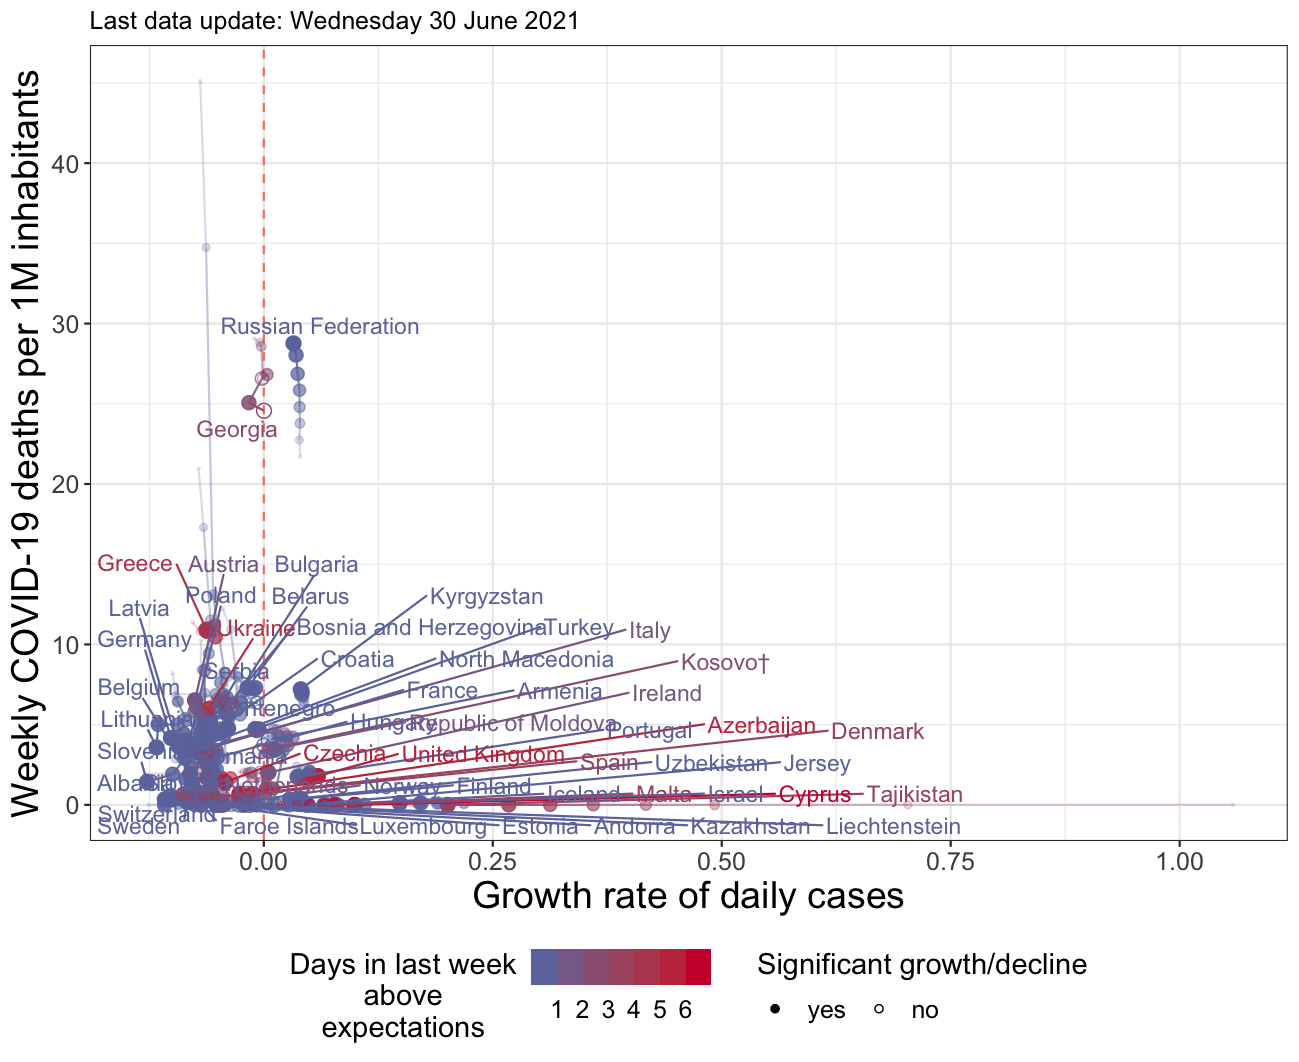 Last data update: Wednesday 30 June 2021
Weekly COVID-19 deaths per 1M inhabitants
40
30
20
10
0
Russian Federation
Georgia
Greece
Austria
Bulgaria
Latvia
Poland
Belarus
Kyrgyzstan
Germany
Ukraine
Bosnia and Herzegovina
Turkey
Italy
Serbia
Croatia
North Macedonia
Kosovo†
Belgium
France
Armenia
Ireland
Hungary
Republic of Moldova
Portugal
Azerbaijan
Denmark
Czechia
United Kingdom
Spain
Uzbekistan
Jersey
Norway
Finland
Iceland
Malta
Israel
Cyprus
Tajikistan
Switzerland
Sweden
Faroe Islands
Luxembourg
Estonia
Andorra
Kazakhstan
Liechtenstein
0.00
0.25
0.50
0.75
1.00
Growth rate of daily cases
Days in last week
above
expectations
1 2 3 4 5 6
Significant growth/decline
yes
no